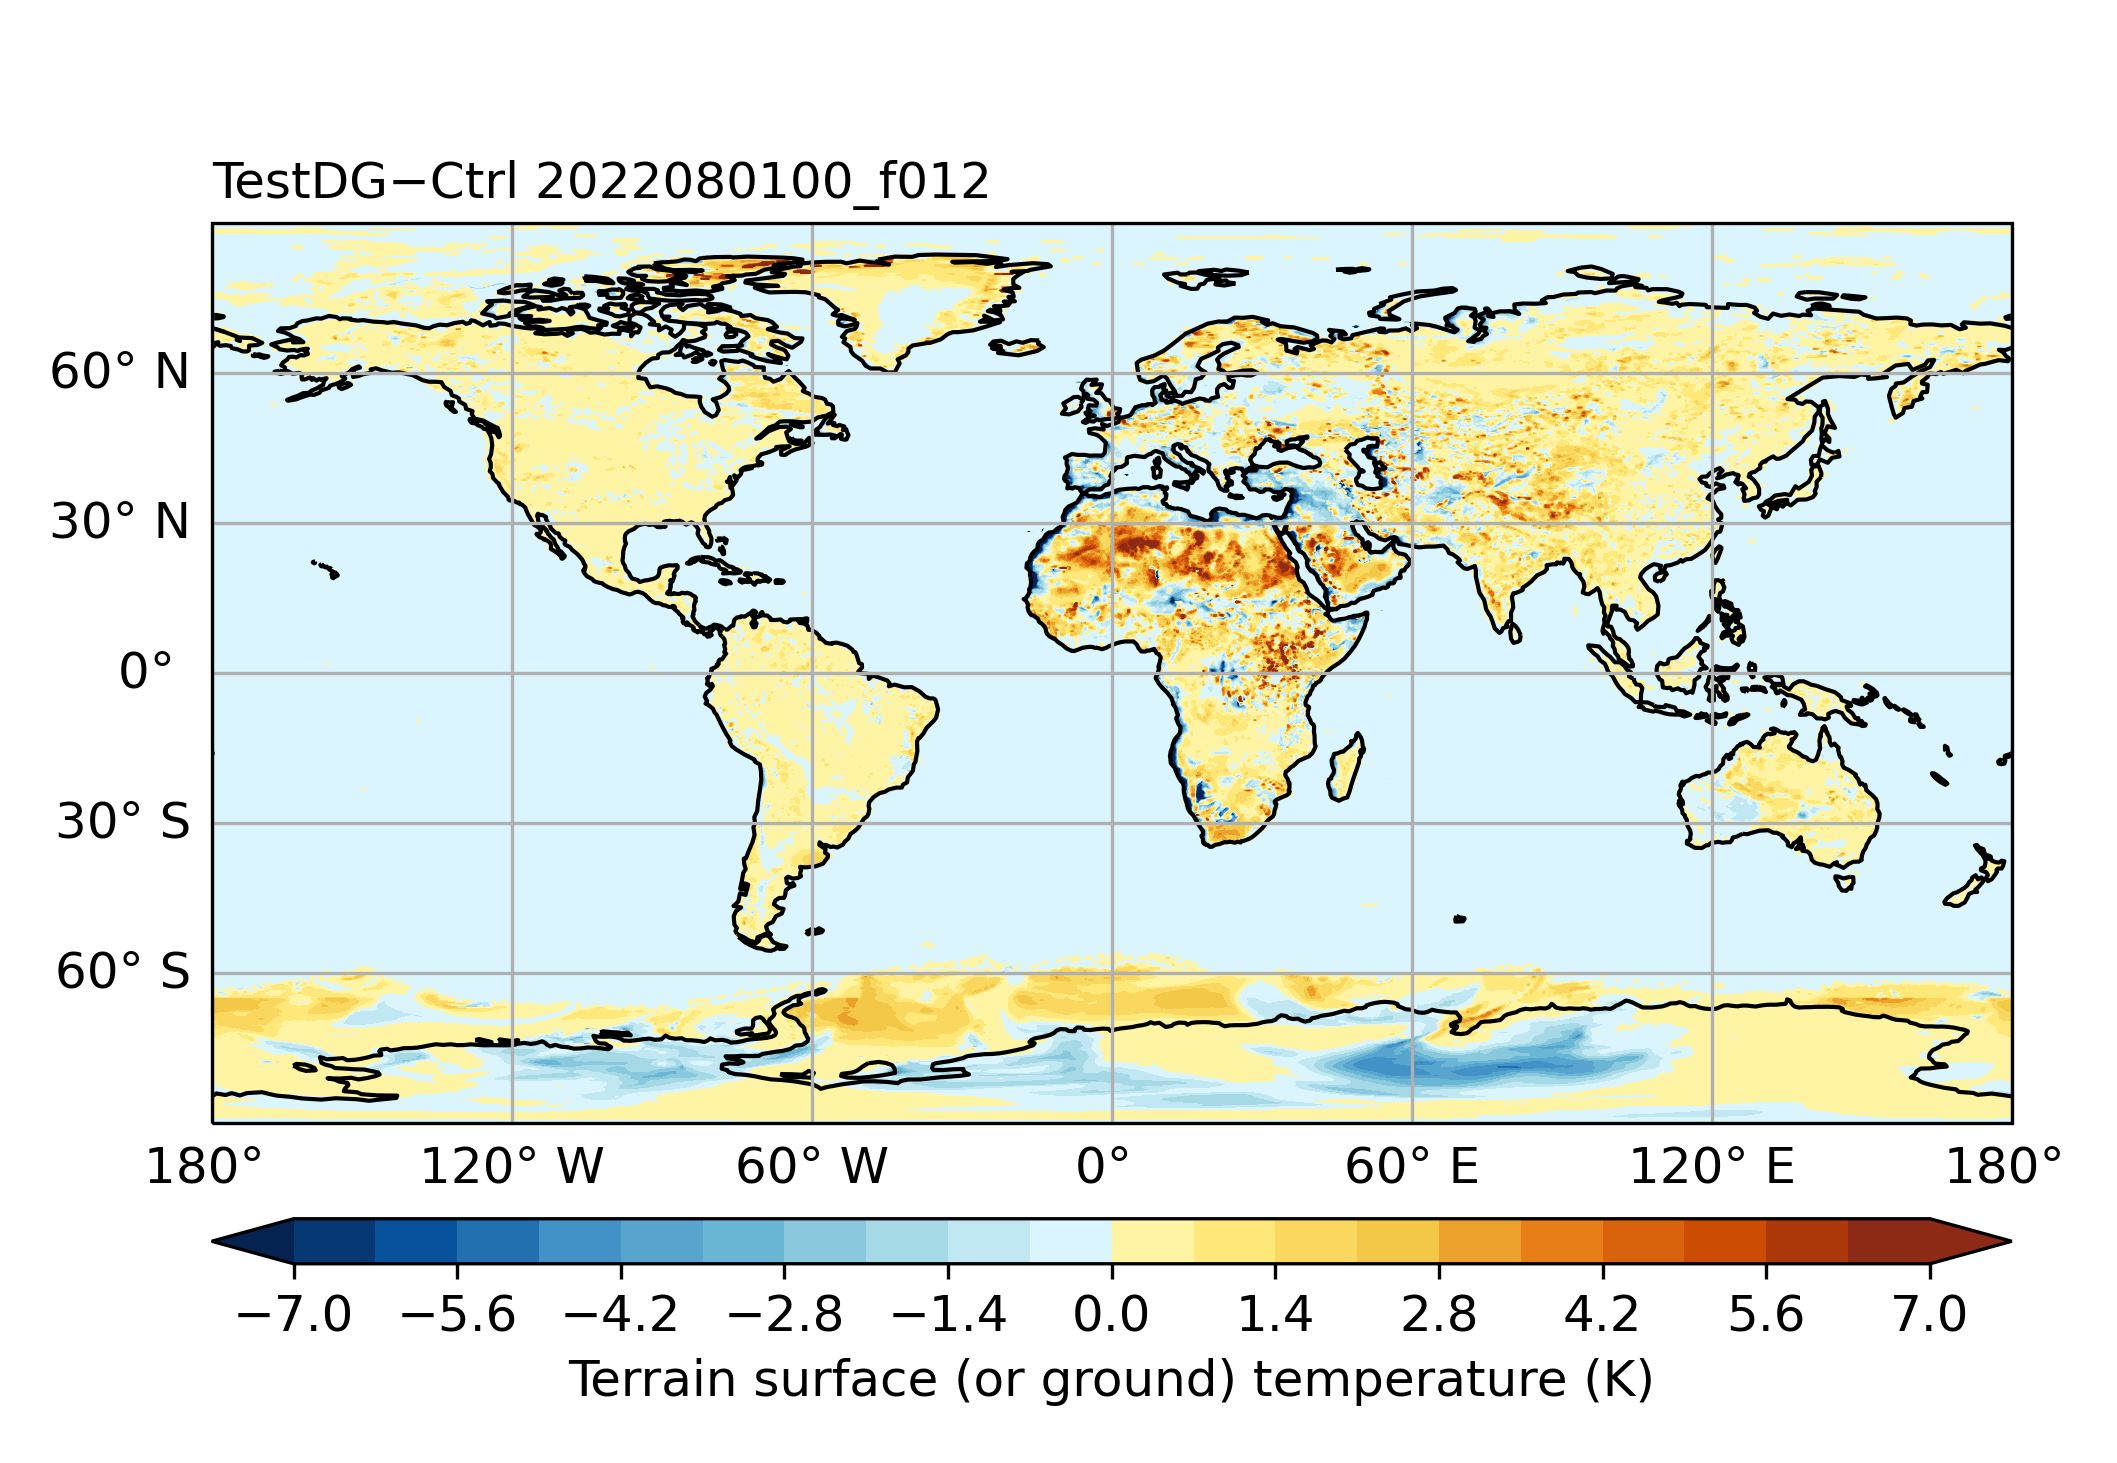 TestDG−Ctrl 2022080100_f012
60° N
30° N
0°
30° S
60° S
180° 120° W 60° W 0° 60° E 120° E 180°
−7.0 −5.6 −4.2 −2.8 −1.4 0.0 1.4 2.8 4.2 5.6 7.0
Terrain surface (or ground) temperature (K)